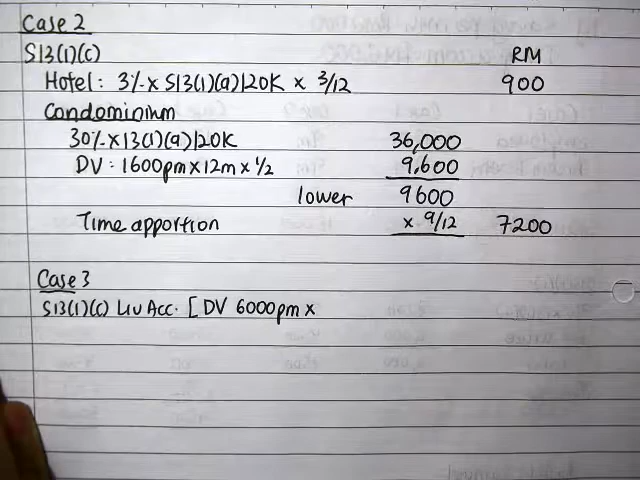 Case 2
S13(1)(c) RM
Hotel: 3% x S13(1)(a)120K x 3/12 900
Condominium
30% x 13(1)(a)120K 36,000
DV: 1600pm x 12m x 1/2 9,600
lower 9600
Time apportion x 9/12 7200
Case 3
S13(1)(c) Liv Acc. [DV 6000pm x